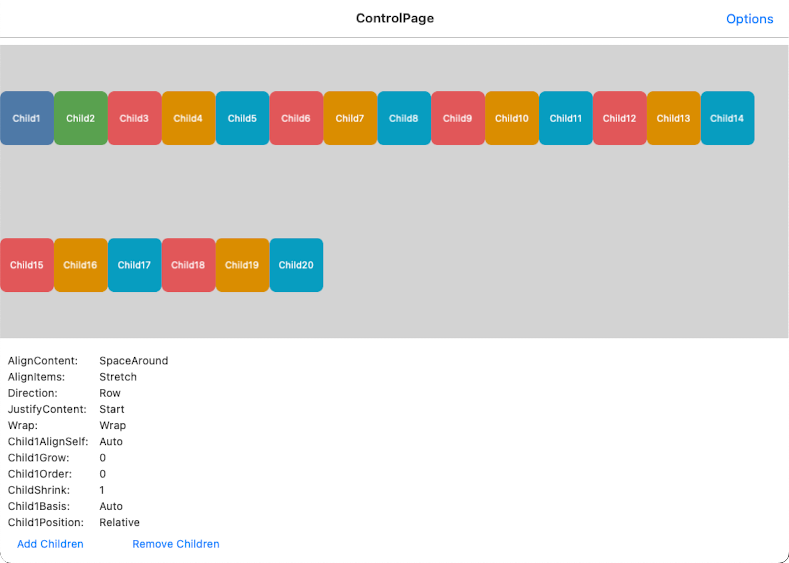 ControlPage
Options
Child1 Child2 Child3 Child4 Child5 Child6 Child7 Child8 Child9 Child10 Child11 Child12 Child13 Child14
Child15 Child16 Child17 Child18 Child19 Child20
AlignContent: SpaceAround
AlignItems: Stretch
Direction: Row
JustifyContent: Start
Wrap: Wrap
Child1AlignSelf: Auto
Child1Grow: 0
Child1Order: 0
ChildShrink: 1
Child1Basis: Auto
Child1Position: Relative
Add Children Remove Children